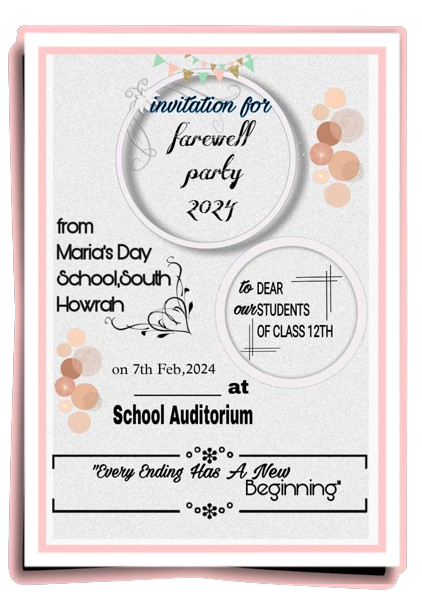 invitation for
farewell
party
2024
from
Maria's Day
School,South
Howrah
to DEAR
our STUDENTS
OF CLASS 12TH
on 7th Feb,2024
__________ at
School Auditorium
"Every Ending Has A New
Beginning"